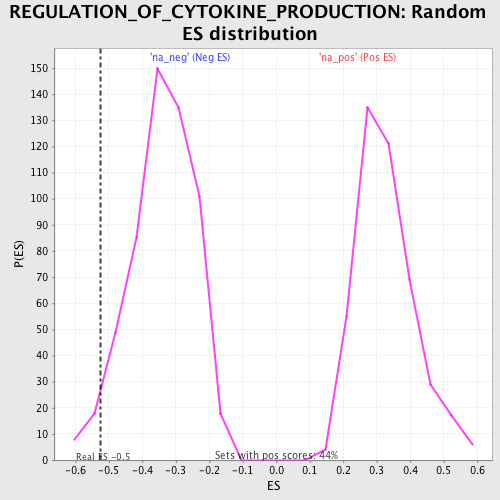 REGULATION_OF_CYTOKINE_PRODUCTION: Random
ES distribution
'na_neg' (Neg ES)
'na_pos' (Pos ES)
P(ES)
150
140
130
120
110
100
90
80
70
60
50
40
30
20
10
0
Real ES -0.5
Sets with pos scores: 44%
-0.6 -0.5 -0.4 -0.3 -0.2 -0.1 0.0 0.1 0.2 0.3 0.4 0.5 0.6
ES